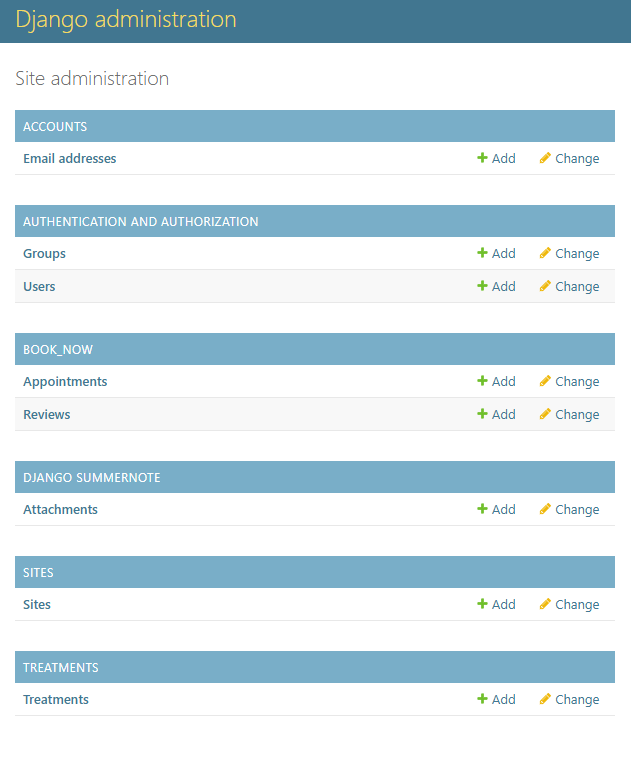 Django administration
Site administration
ACCOUNTS
Email addresses Add Change
AUTHENTICATION AND AUTHORIZATION
Groups Add Change
Users Add Change
BOOK_NOW
Appointments Add Change
Reviews Add Change
DJANGO SUMMERNOTE
Attachments Add Change
SITES
Sites Add Change
TREATMENTS
Treatments Add Change